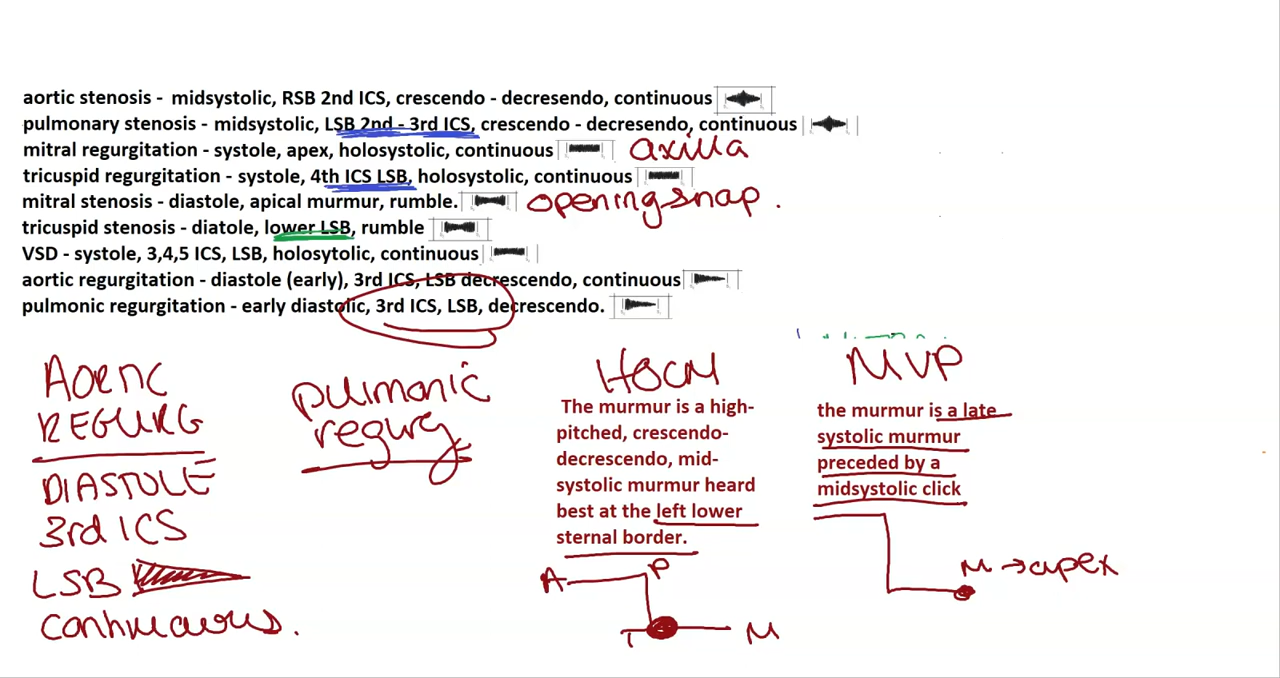 aortic stenosis - midsystolic, RSB 2nd ICS, crescendo - decresendo, continuous
pulmonary stenosis - midsystolic, LSB 2nd - 3rd ICS, crescendo - decresendo, continuous
mitral regurgitation - systole, apex, holosystolic, continuous axilla
tricuspid regurgitation - systole, 4th ICS LSB, holosystolic, continuous
mitral stenosis - diastole, apical murmur, rumble. opening snap.
tricuspid stenosis - diatole, lower LSB, rumble
VSD - systole, 3,4,5 ICS, LSB, holosytolic, continuous
aortic regurgitation - diastole (early), 3rd ICS, LSB decrescendo, continuous
pulmonic regurgitation - early diastolic, 3rd ICS, LSB, decrescendo.
AORTIC
REGURG
DIASTOLE
3rd ICS
LSB
continuous.
pulmonic
regurg
HOCM
The murmur is a high-
pitched, crescendo-
decrescendo, mid-
systolic murmur heard
best at the left lower
sternal border.
A P
T M
MVP
the murmur is a late
systolic murmur
preceded by a
midsystolic click
M → apex